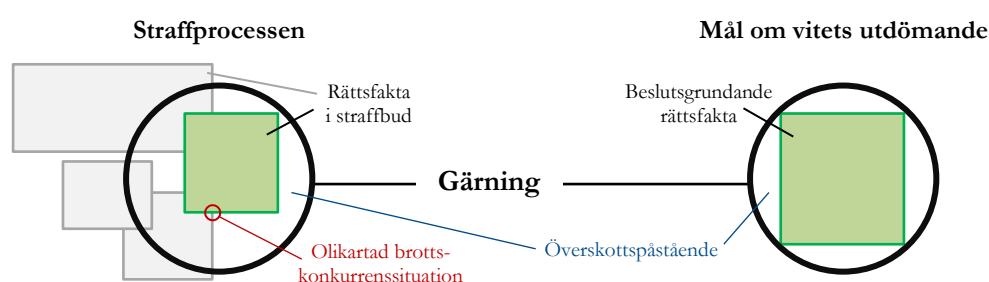 Straffprocessen
Mål om vitets utdömande
Rättsfakta
i straffbud
Beslutsgrundande
rättsfakta
Gärning
Överskottspåstående
Olikartad brotts-
konkurrenssituation